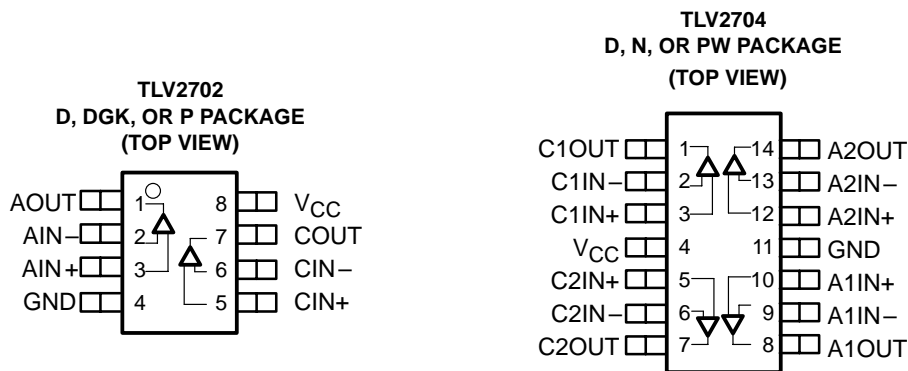 TLV2702
D, DGK, OR P PACKAGE
(TOP VIEW)
AOUT 1 8 VCC
AIN− 2 7 COUT
AIN+ 3 6 CIN−
GND 4 5 CIN+
TLV2704
D, N, OR PW PACKAGE
(TOP VIEW)
C1OUT 1 14 A2OUT
C1IN− 2 13 A2IN−
C1IN+ 3 12 A2IN+
VCC 4 11 GND
C2IN+ 5 10 A1IN+
C2IN− 6 9 A1IN−
C2OUT 7 8 A1OUT